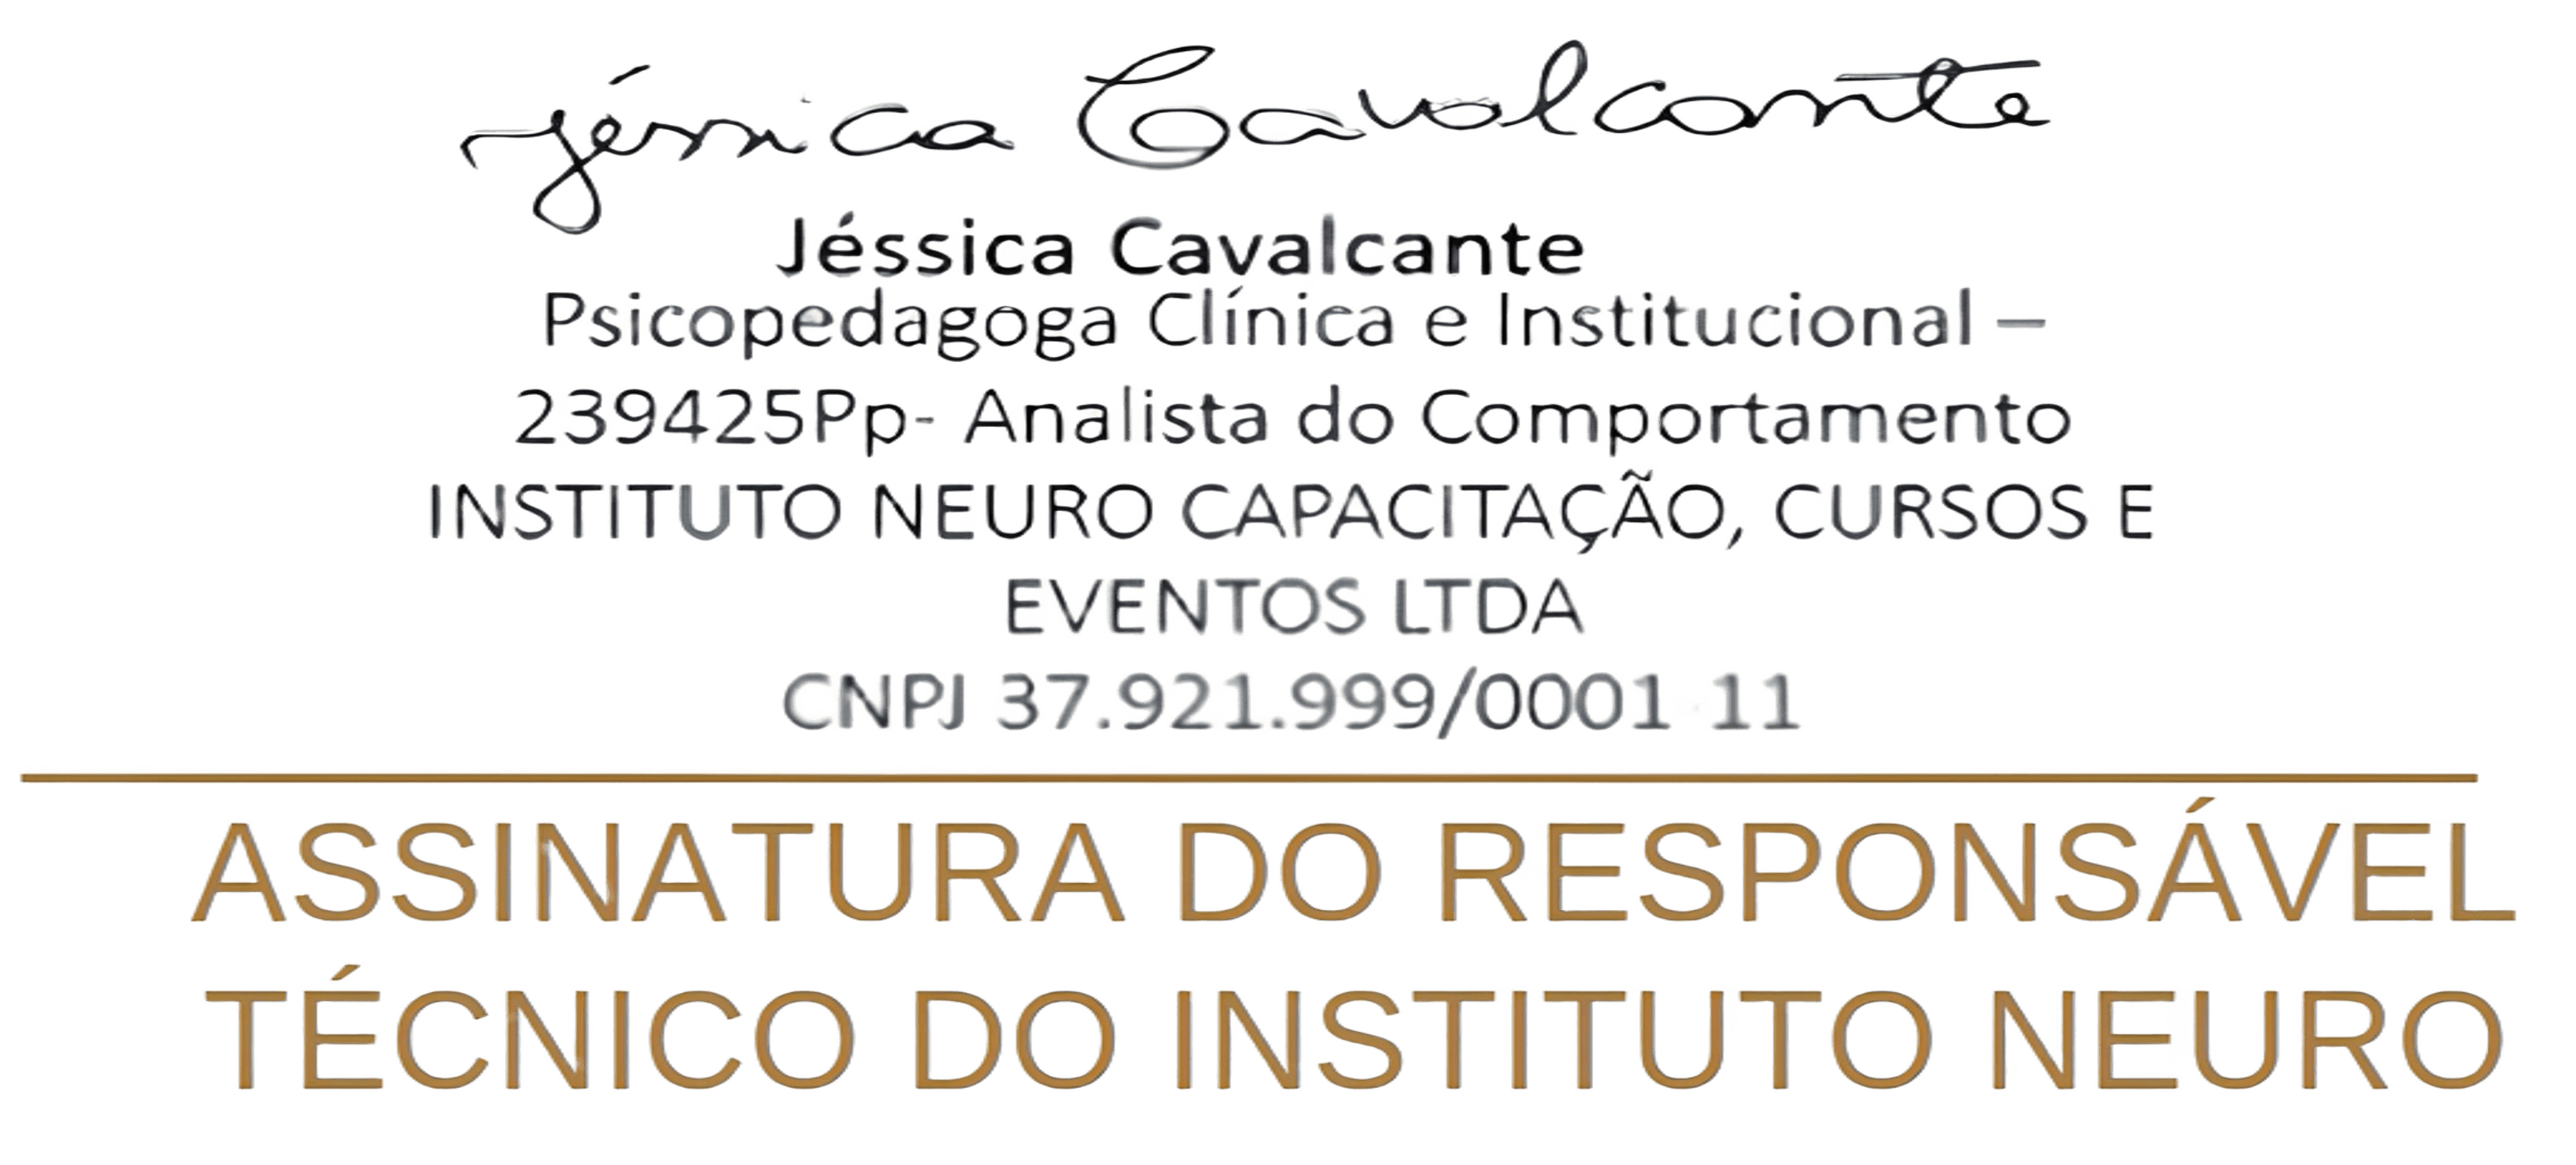 Jéssica Cavalcante
Jéssica Cavalcante
Psicopedagoga Clínica e Institucional –
239425Pp- Analista do Comportamento
INSTITUTO NEURO CAPACITAÇÃO, CURSOS E
EVENTOS LTDA
CNPJ 37.921.999/0001 11
ASSINATURA DO RESPONSÁVEL
TÉCNICO DO INSTITUTO NEURO